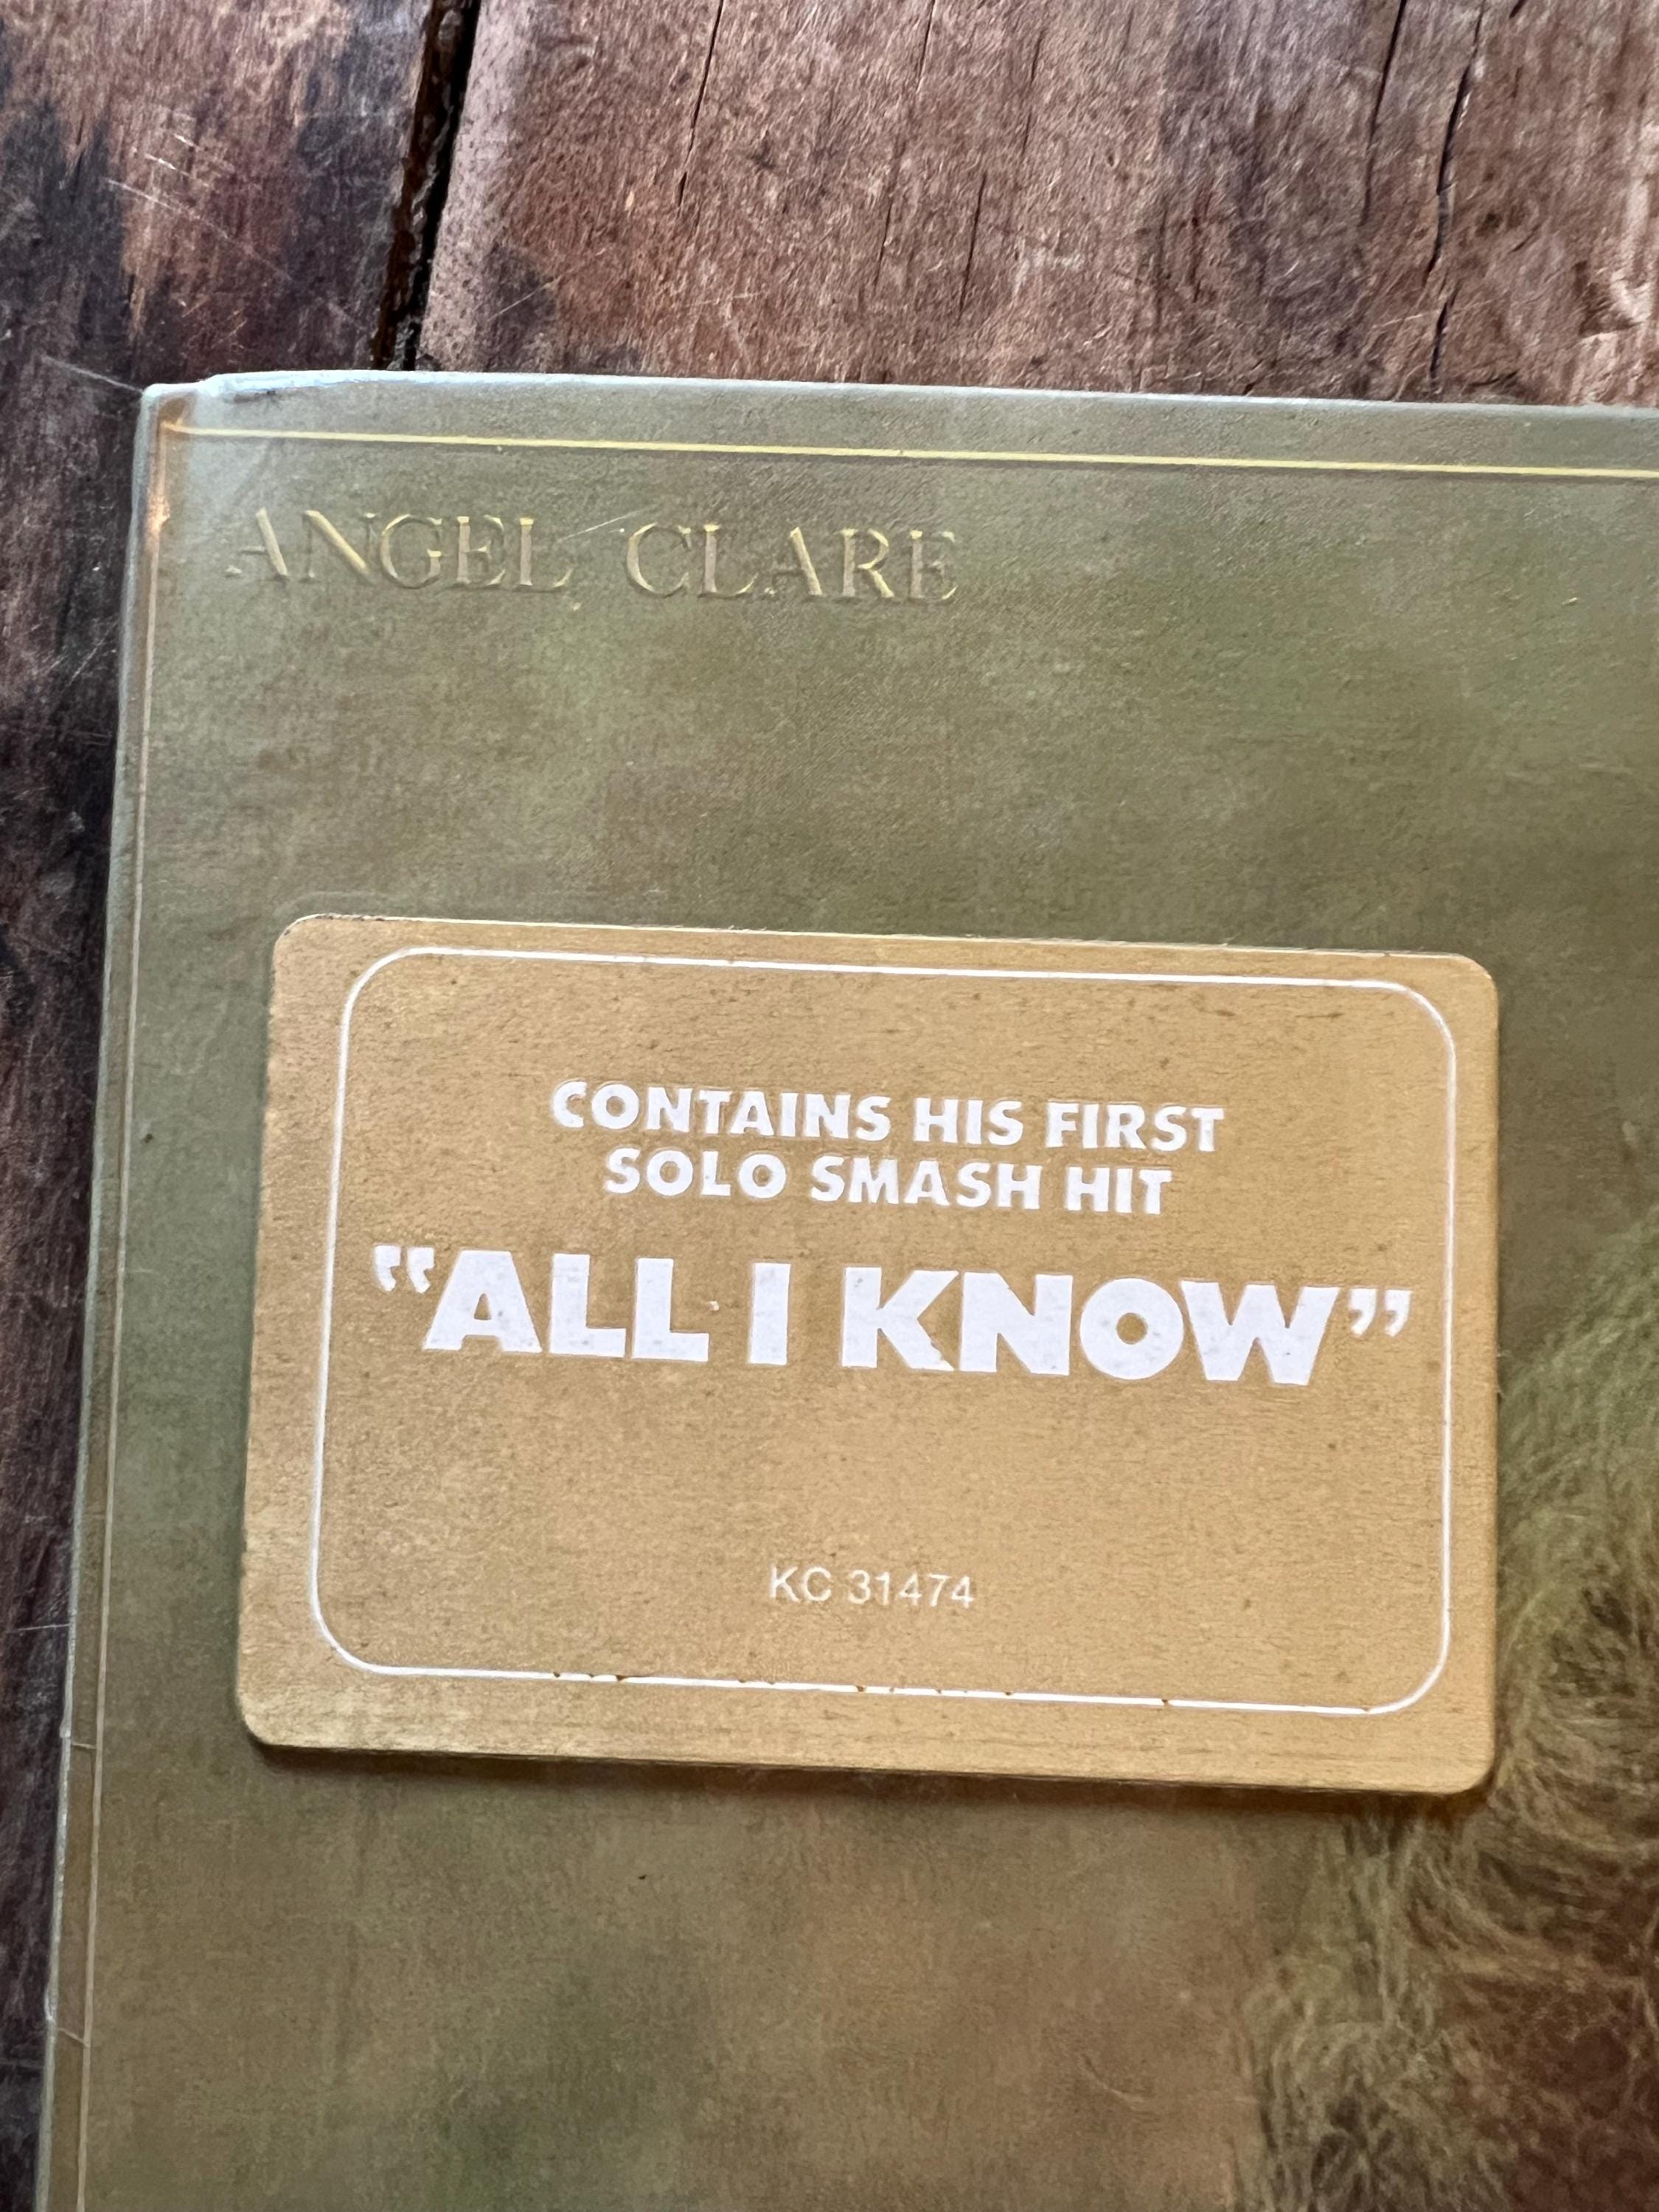 ANGEL CLARE
CONTAINS HIS FIRST
SOLO SMASH HIT
"ALL I KNOW"
KC 31474